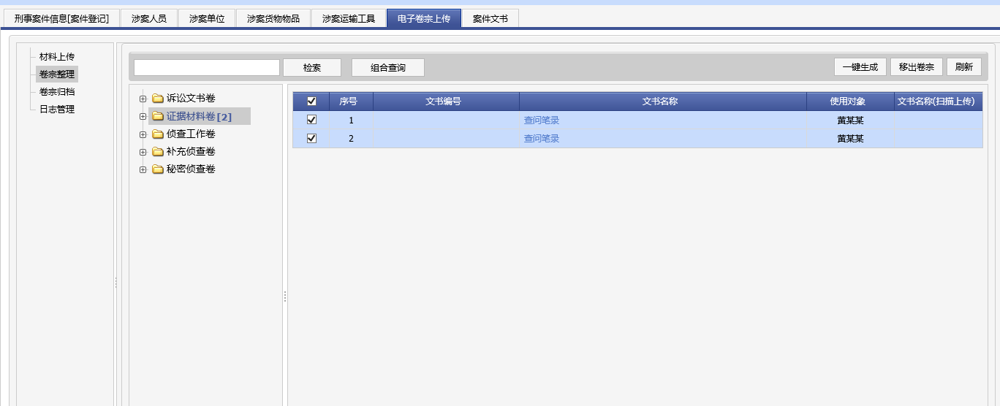 刑事案件信息[案件登记] 涉案人员 涉案单位 涉案货物物品 涉案运输工具 电子卷宗上传 案件文书
材料上传
卷宗整理
卷宗归档
日志管理
检索 组合查询 一键生成 移出卷宗 刷新
诉讼文书卷
证据材料卷[2]
侦查工作卷
补充侦查卷
秘密侦查卷
序号 文书编号 文书名称 使用对象 文书名称(扫描上传)
1 查问笔录 黄某某
2 查问笔录 黄某某